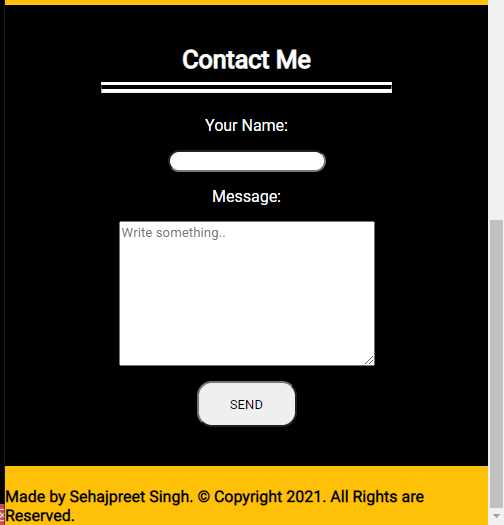 Contact Me
Your Name:
Message:
Write something..
SEND
Made by Sehajpreet Singh. © Copyright 2021. All Rights are
Reserved.